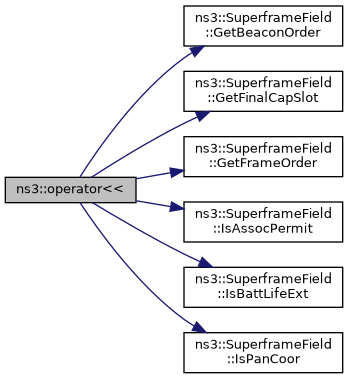 ns3::SuperframeField
::GetBeaconOrder
ns3::SuperframeField
::GetFinalCapSlot
ns3::SuperframeField
::GetFrameOrder
ns3::operator<<
ns3::SuperframeField
::IsAssocPermit
ns3::SuperframeField
::IsBattLifeExt
ns3::SuperframeField
::IsPanCoor